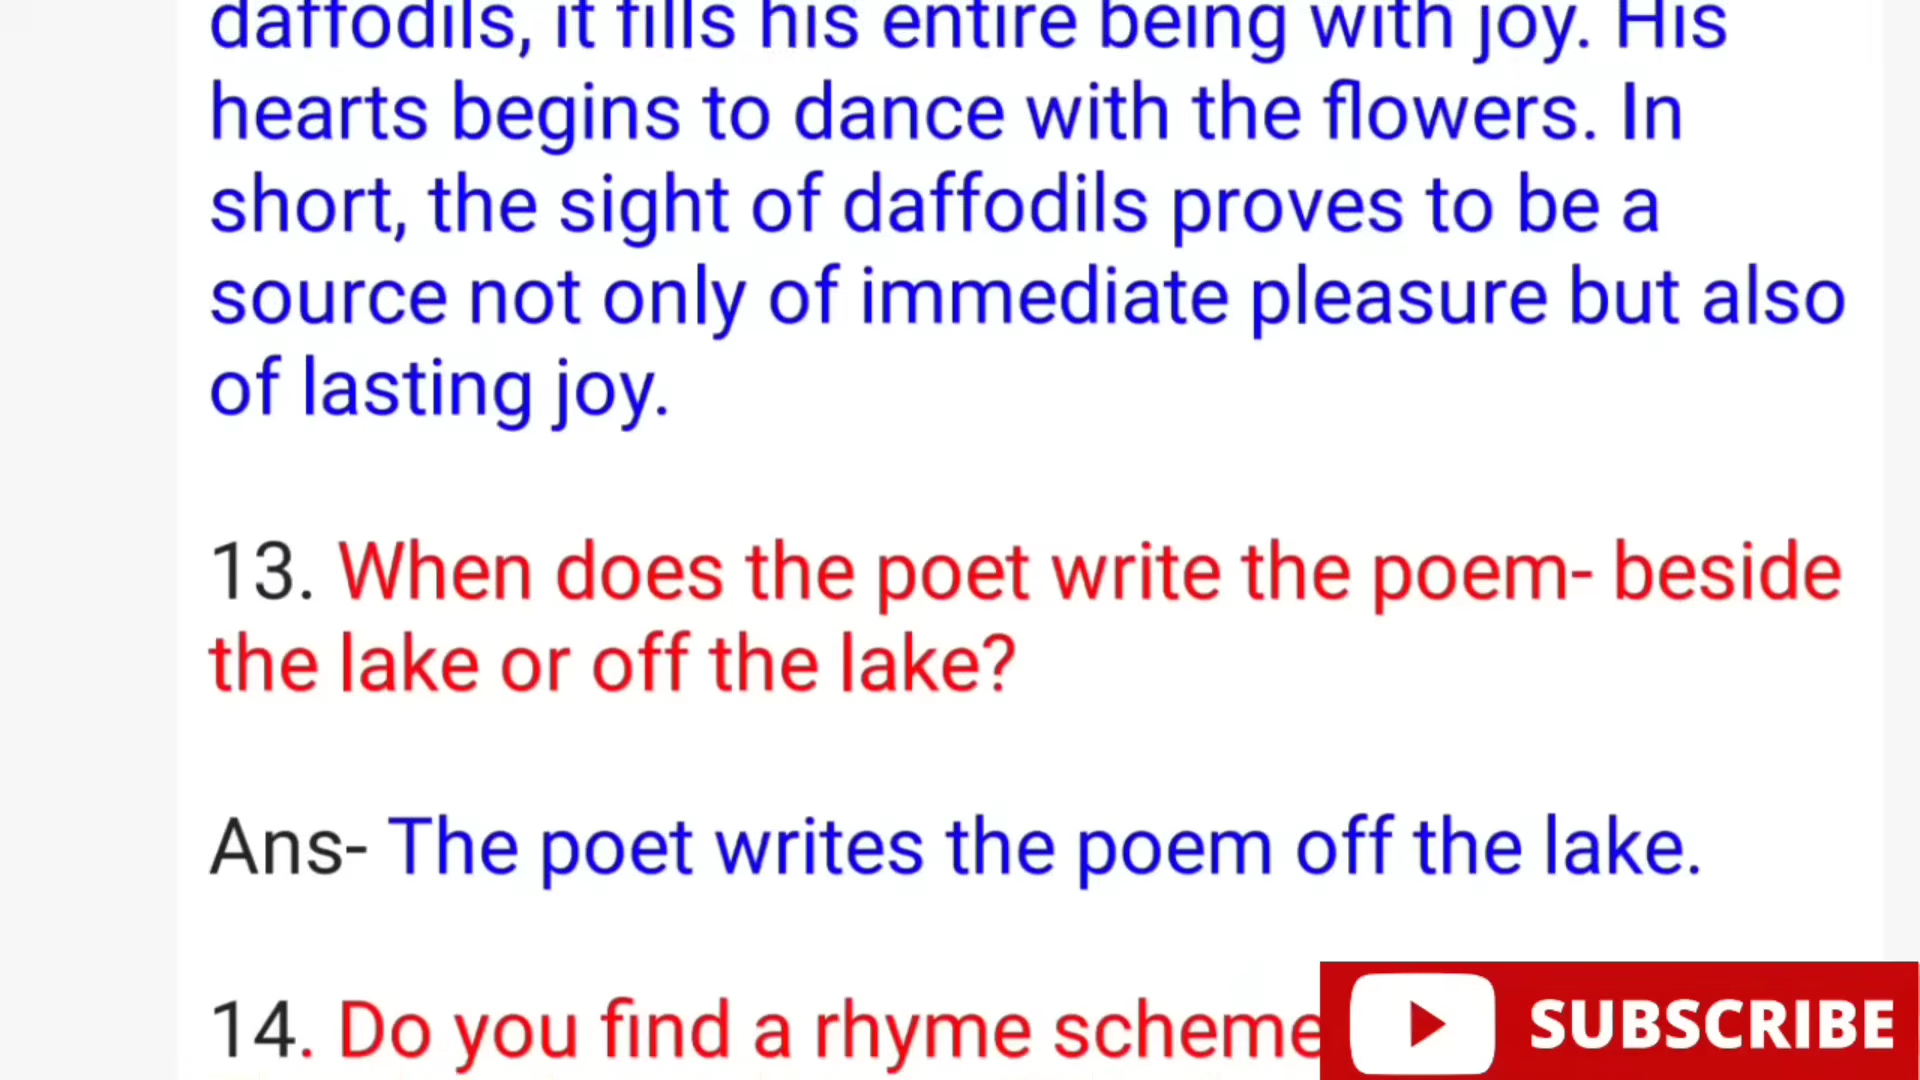 daffodils, it fills his entire being with joy. His
hearts begins to dance with the flowers. In
short, the sight of daffodils proves to be a
source not only of immediate pleasure but also
of lasting joy.
13. When does the poet write the poem- beside
the lake or off the lake?
Ans- The poet writes the poem off the lake.
14. Do you find a rhyme scheme
SUBSCRIBE